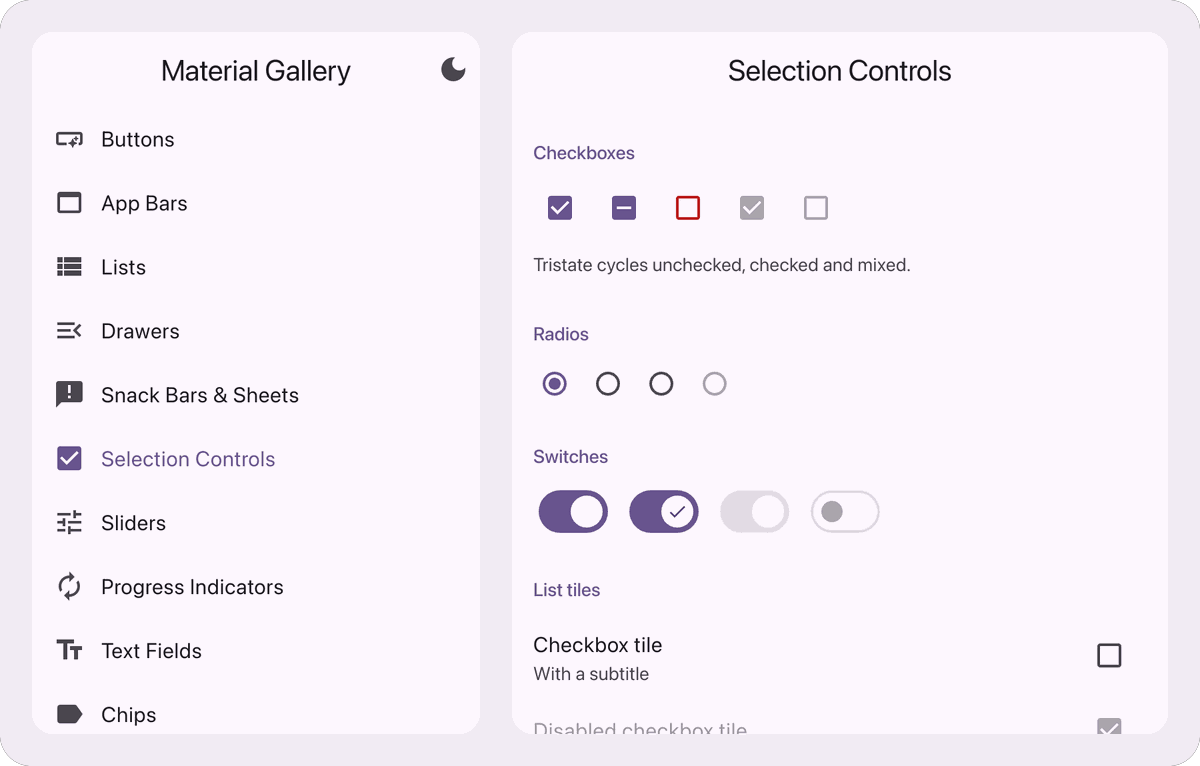 Material Gallery
Buttons
App Bars
Lists
Drawers
Snack Bars & Sheets
Selection Controls
Sliders
Progress Indicators
Text Fields
Chips
Selection Controls
Checkboxes
Tristate cycles unchecked, checked and mixed.
Radios
Switches
List tiles
Checkbox tile
With a subtitle
Disabled checkbox tile